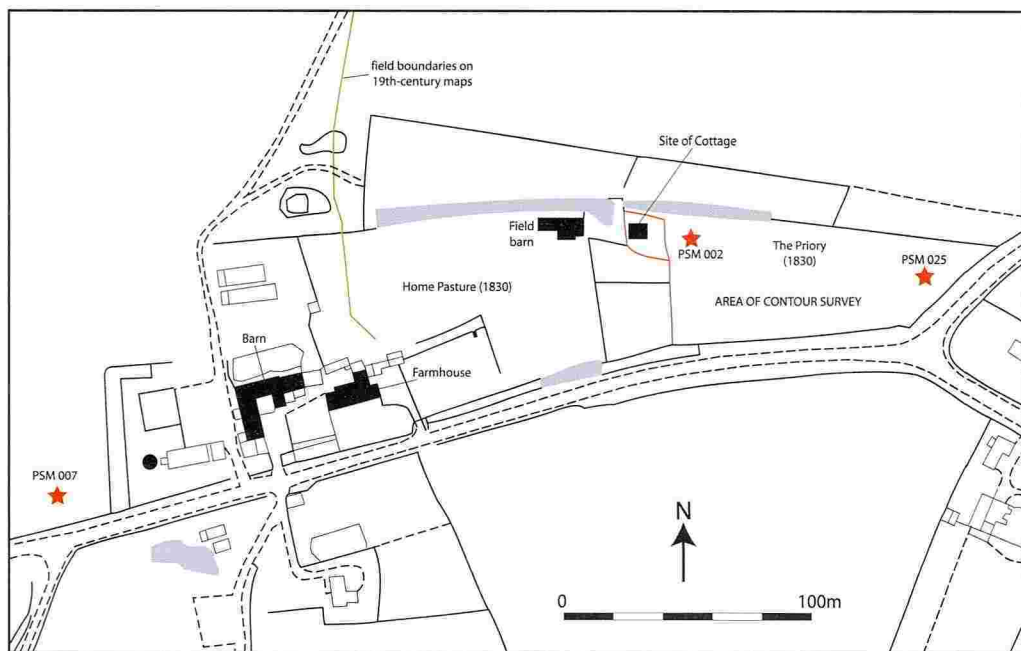 field boundaries on
19th-century maps
Site of Cottage
Field
barn
PSM 002
The Priory
(1830)
PSM 025
Home Pasture (1830)
AREA OF CONTOUR SURVEY
Barn
Farmhouse
PSM 007
N
0
100m